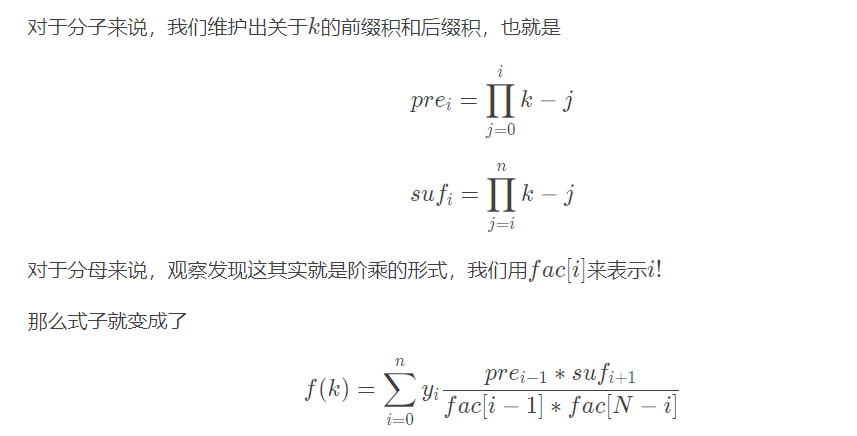 对于分子来说，我们维护出关于k的前缀积和后缀积，也就是
pre_i = \prod_{j=0}^{i} k - j
suf_i = \prod_{j=i}^{n} k - j
对于分母来说，观察发现这其实就是阶乘的形式，我们用fac[i]来表示i!
那么式子就变成了
f(k) = \sum_{i=0}^{n} y_i \frac{pre_{i-1} * suf_{i+1}}{fac[i-1] * fac[N-i]}